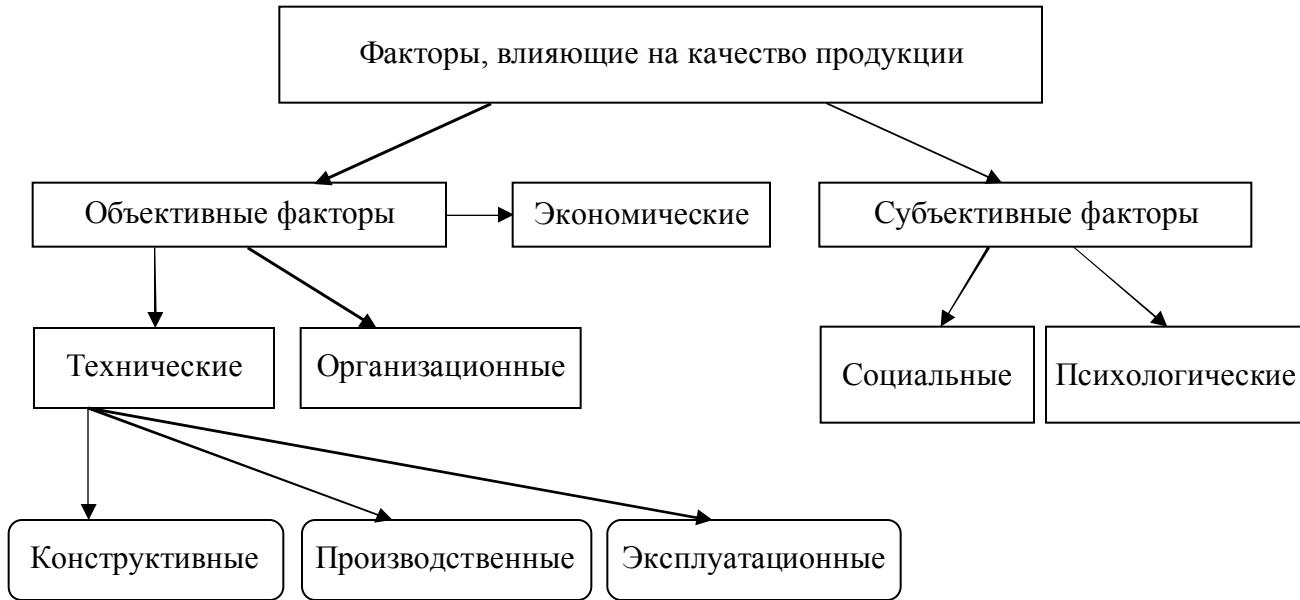 Факторы, влияющие на качество продукции
Объективные факторы
Экономические
Субъективные факторы
Технические
Организационные
Социальные
Психологические
Конструктивные
Производственные
Эксплуатационные